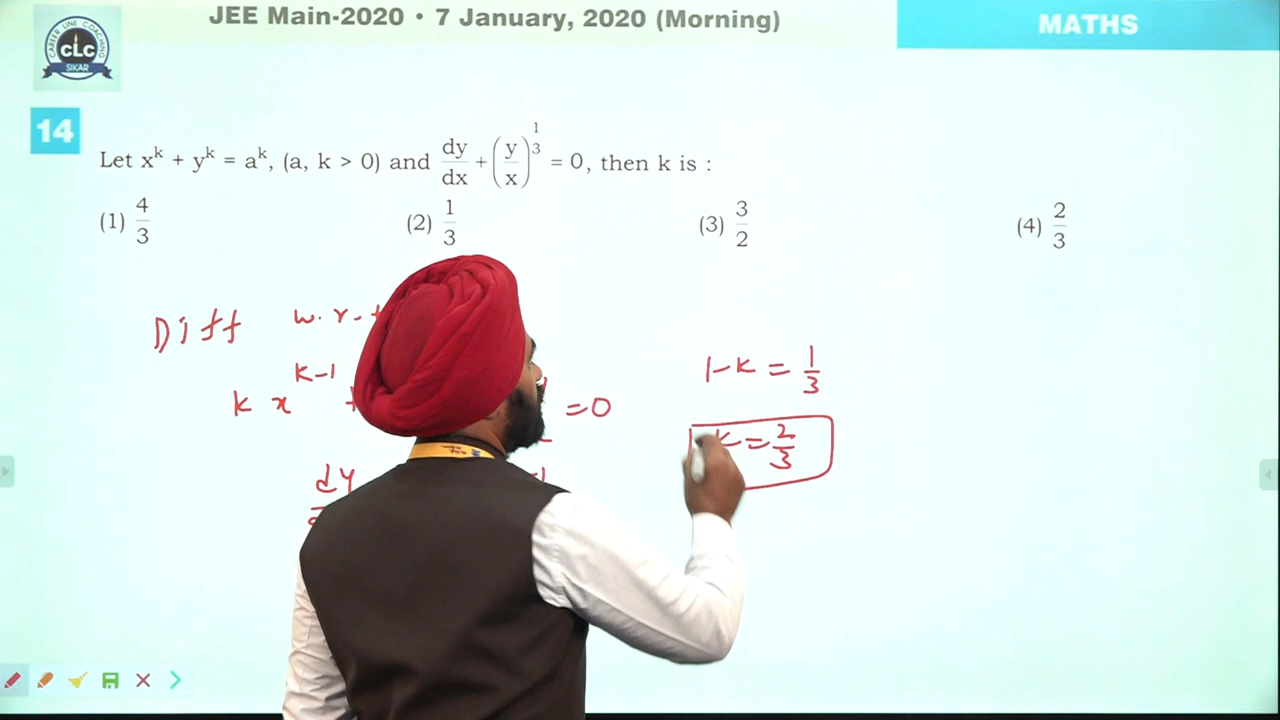 JEE Main-2020 • 7 January, 2020 (Morning)
MATHS
CAREER LINE COACHING
CLC
SIKAR
14
Let x^k + y^k = a^k, (a, k > 0) and dy/dx + (y/x)^(1/3) = 0, then k is :
(1) 4/3 (2) 1/3 (3) 3/2 (4) 2/3
Diff w.r.t
k x^(k-1) + =0
dy
1-k = 1/3
k = 2/3